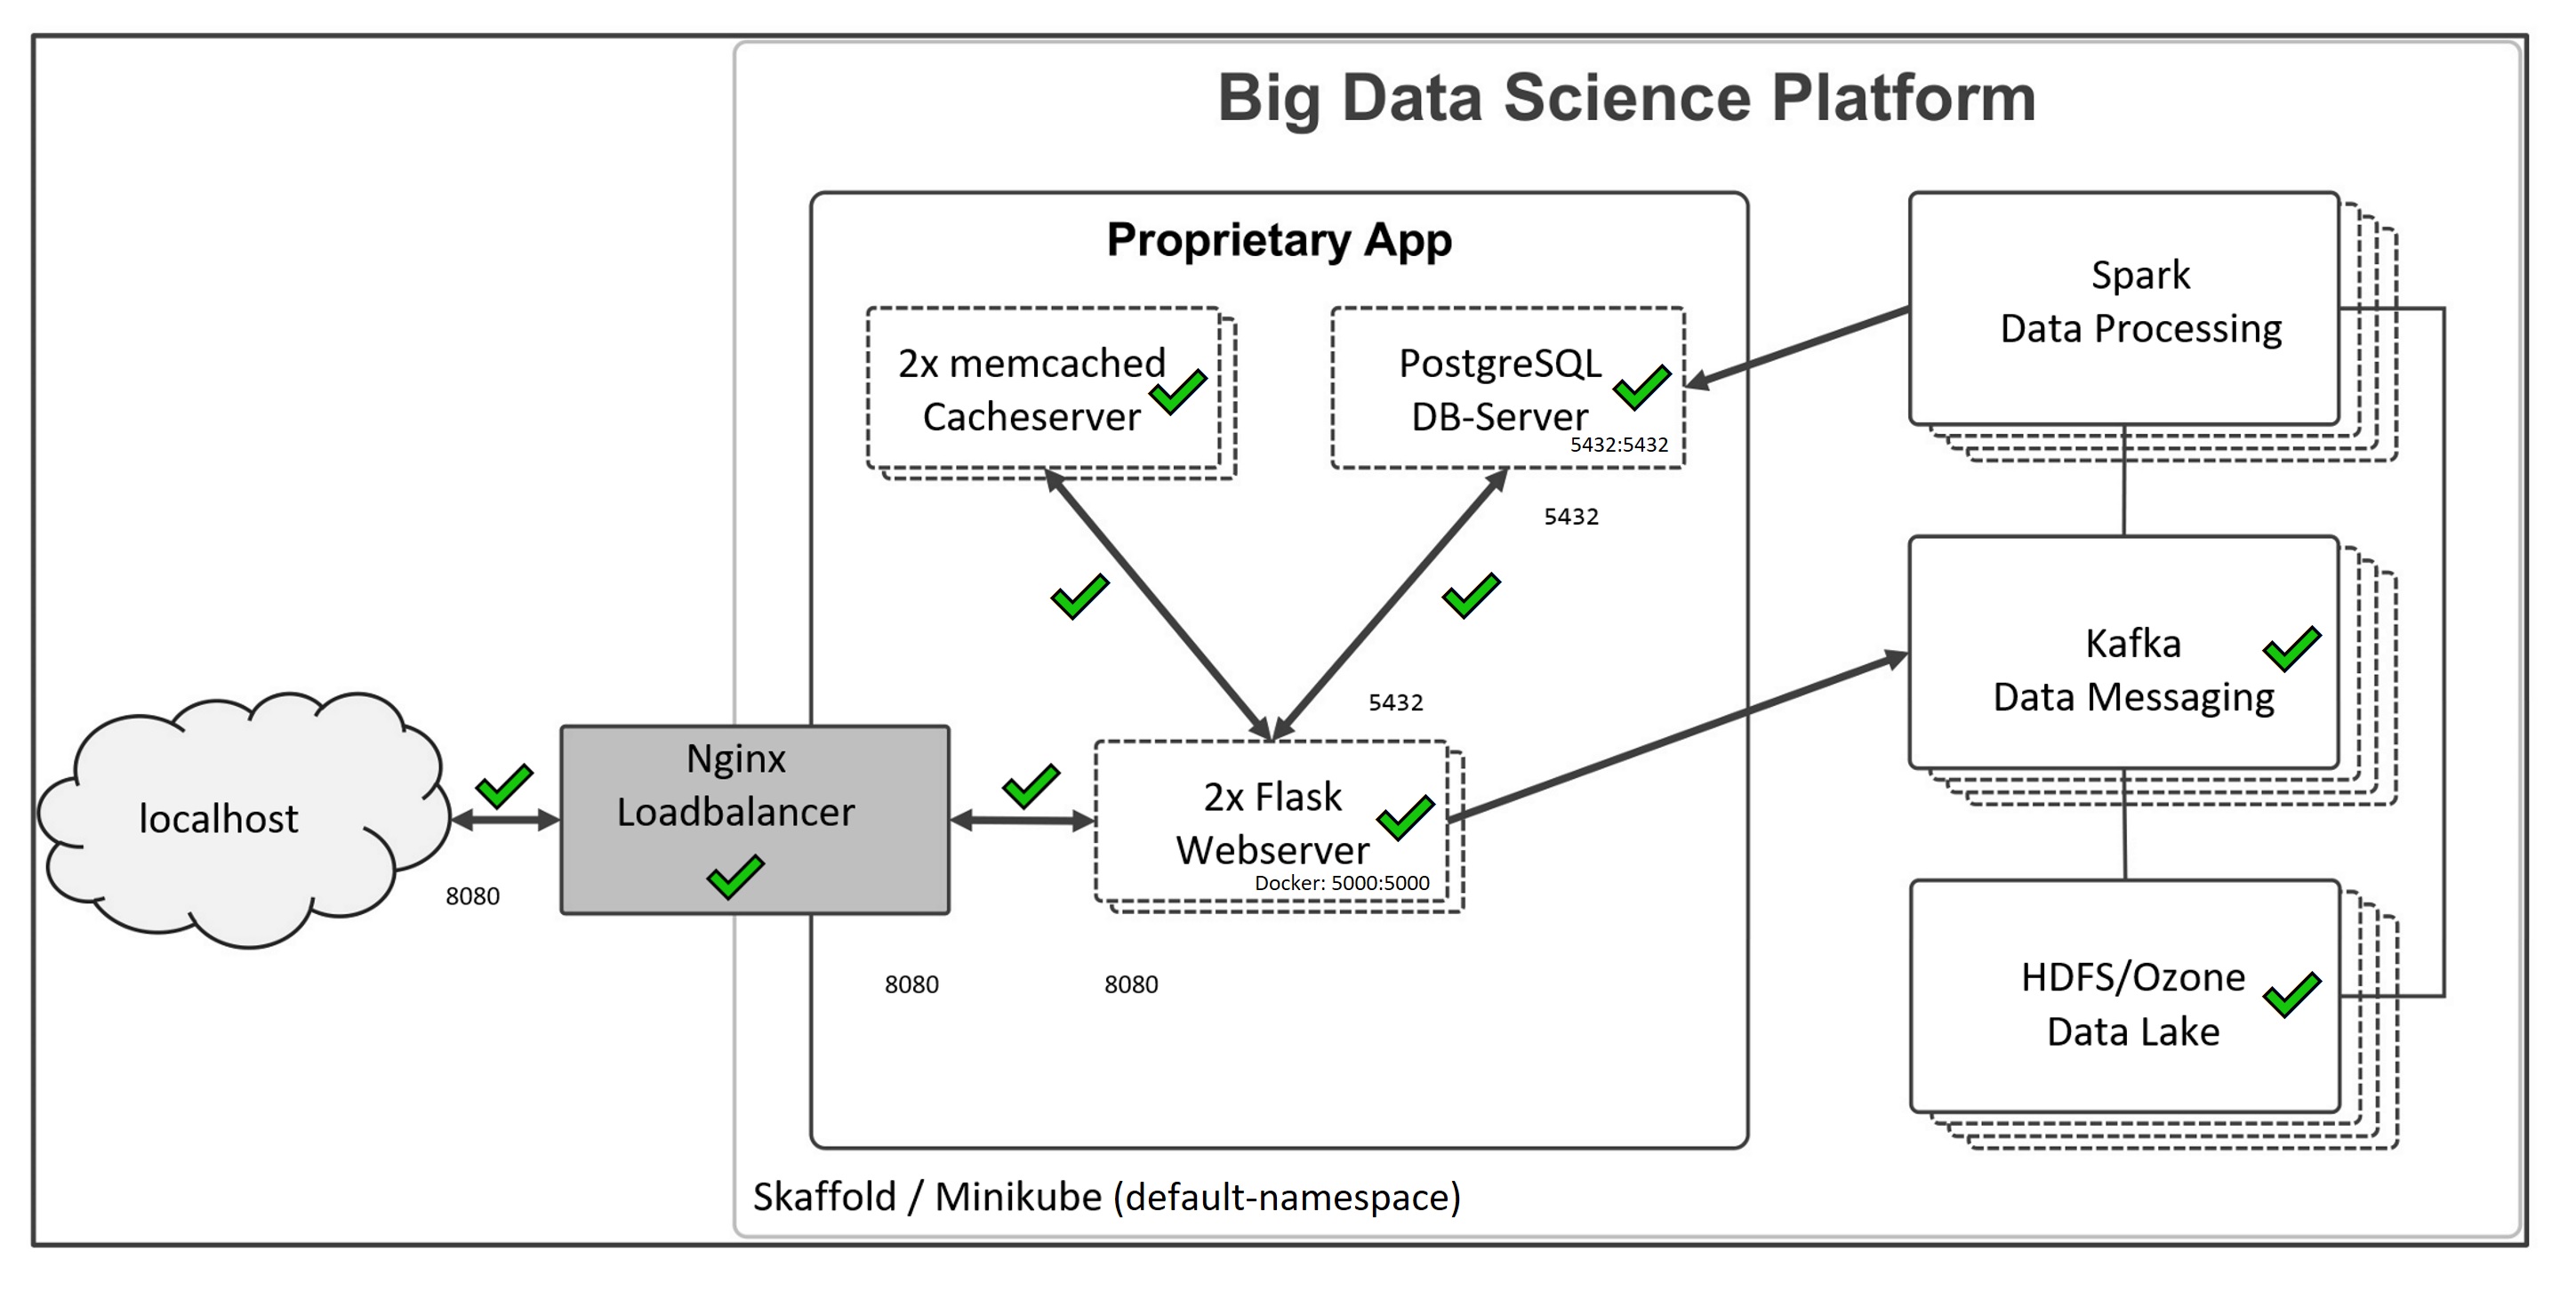 Big Data Science Platform
Proprietary App
2x memcached
Cacheserver
PostgreSQL
DB-Server
5432:5432
5432
5432
Spark
Data Processing
Kafka
Data Messaging
HDFS/Ozone
Data Lake
localhost
8080
Nginx
Loadbalancer
8080
8080
2x Flask
Webserver
Docker: 5000:5000
Skaffold / Minikube (default-namespace)